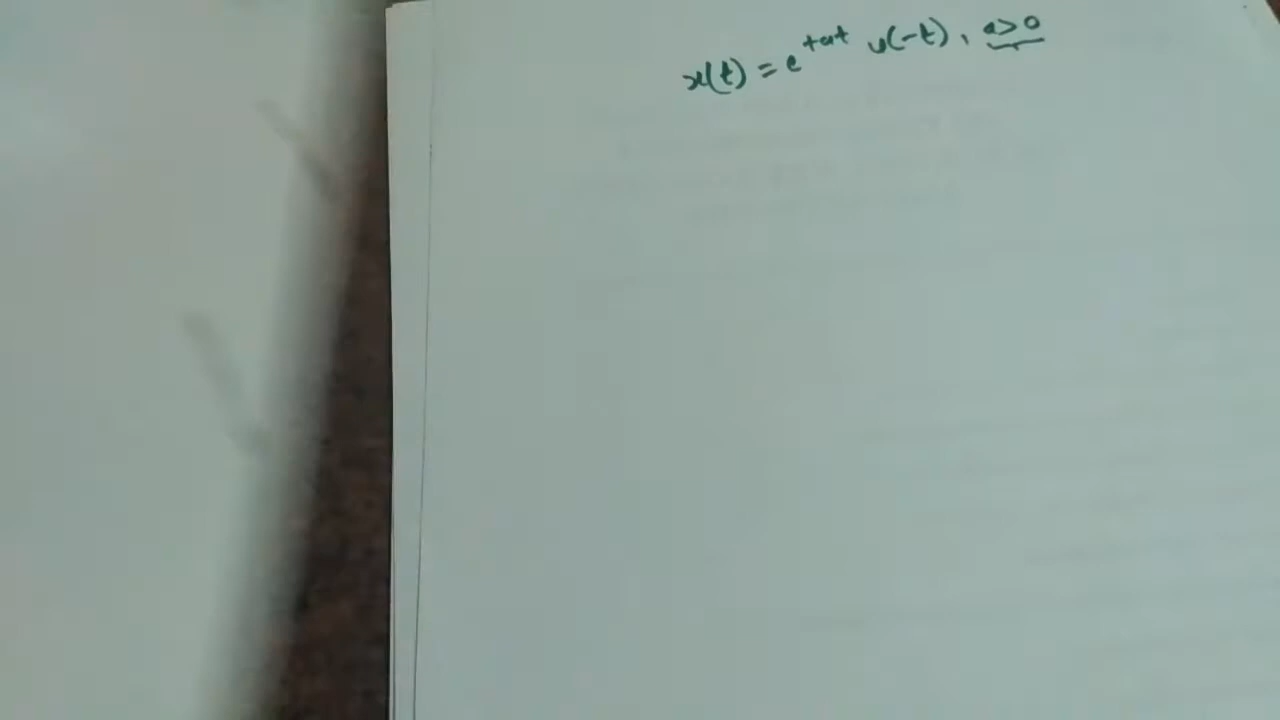 x(t) = e^{+at} u(-t), a>0